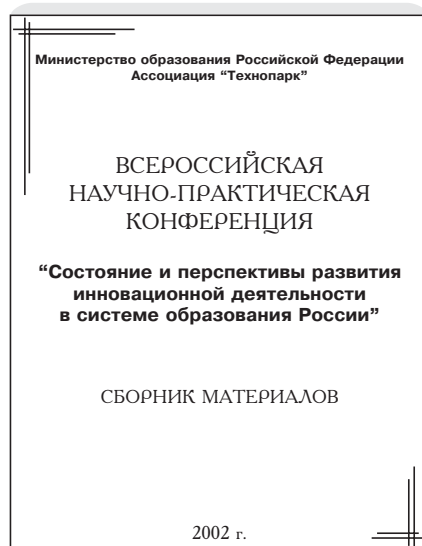 Министерство образования Российской Федерации
Ассоциация “Технопарк”
ВСЕРОССИЙСКАЯ
НАУЧНО-ПРАКТИЧЕСКАЯ
КОНФЕРЕНЦИЯ
“Состояние и перспективы развития
инновационной деятельности
в системе образования России”
СБОРНИК МАТЕРИАЛОВ
2002 г.